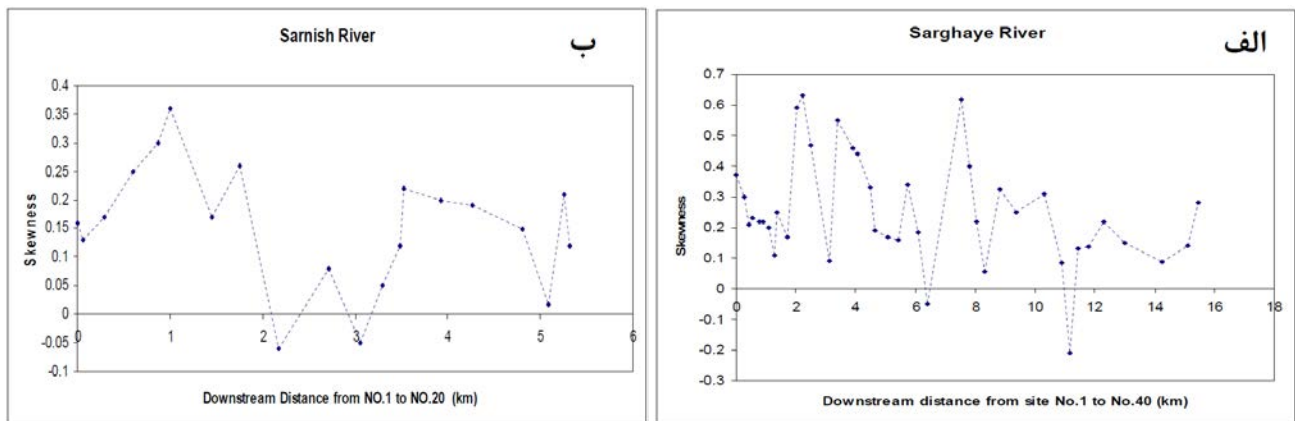 Sarnish River
ب
0.4
0.35
0.3
0.25
0.2
0.15
0.1
0.05
0
-0.05
-0.1
Skewness
0 1 2 3 4 5 6
Downstream Distance from NO.1 to NO.20 (km)
Sarghaye River
الف
0.7
0.6
0.5
0.4
0.3
0.2
0.1
0
-0.1
-0.2
-0.3
Skewness
0 2 4 6 8 10 12 14 16 18
Downstream distance from site No.1 to No.40 (km)